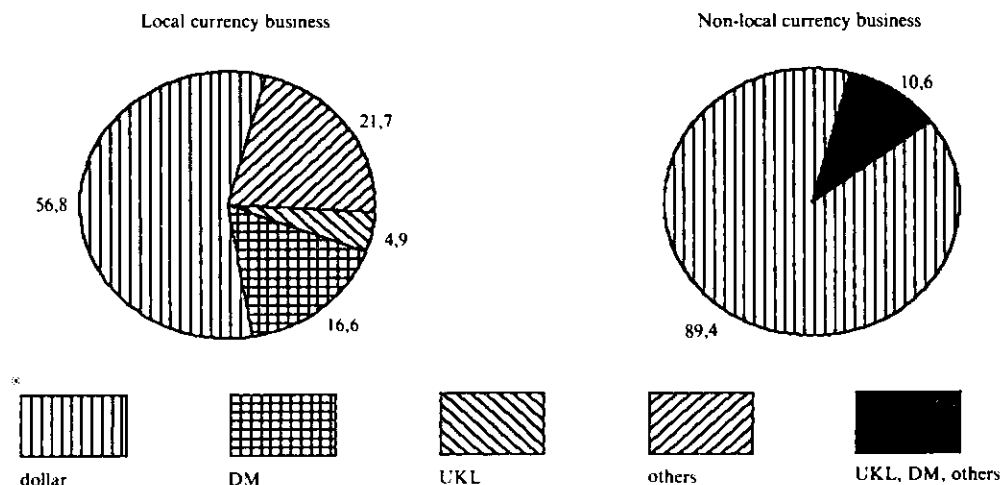 Local currency business
Non-local currency business
21,7
56,8
4,9
16,6
10,6
89,4
dollar
DM
UKL
others
UKL, DM, others